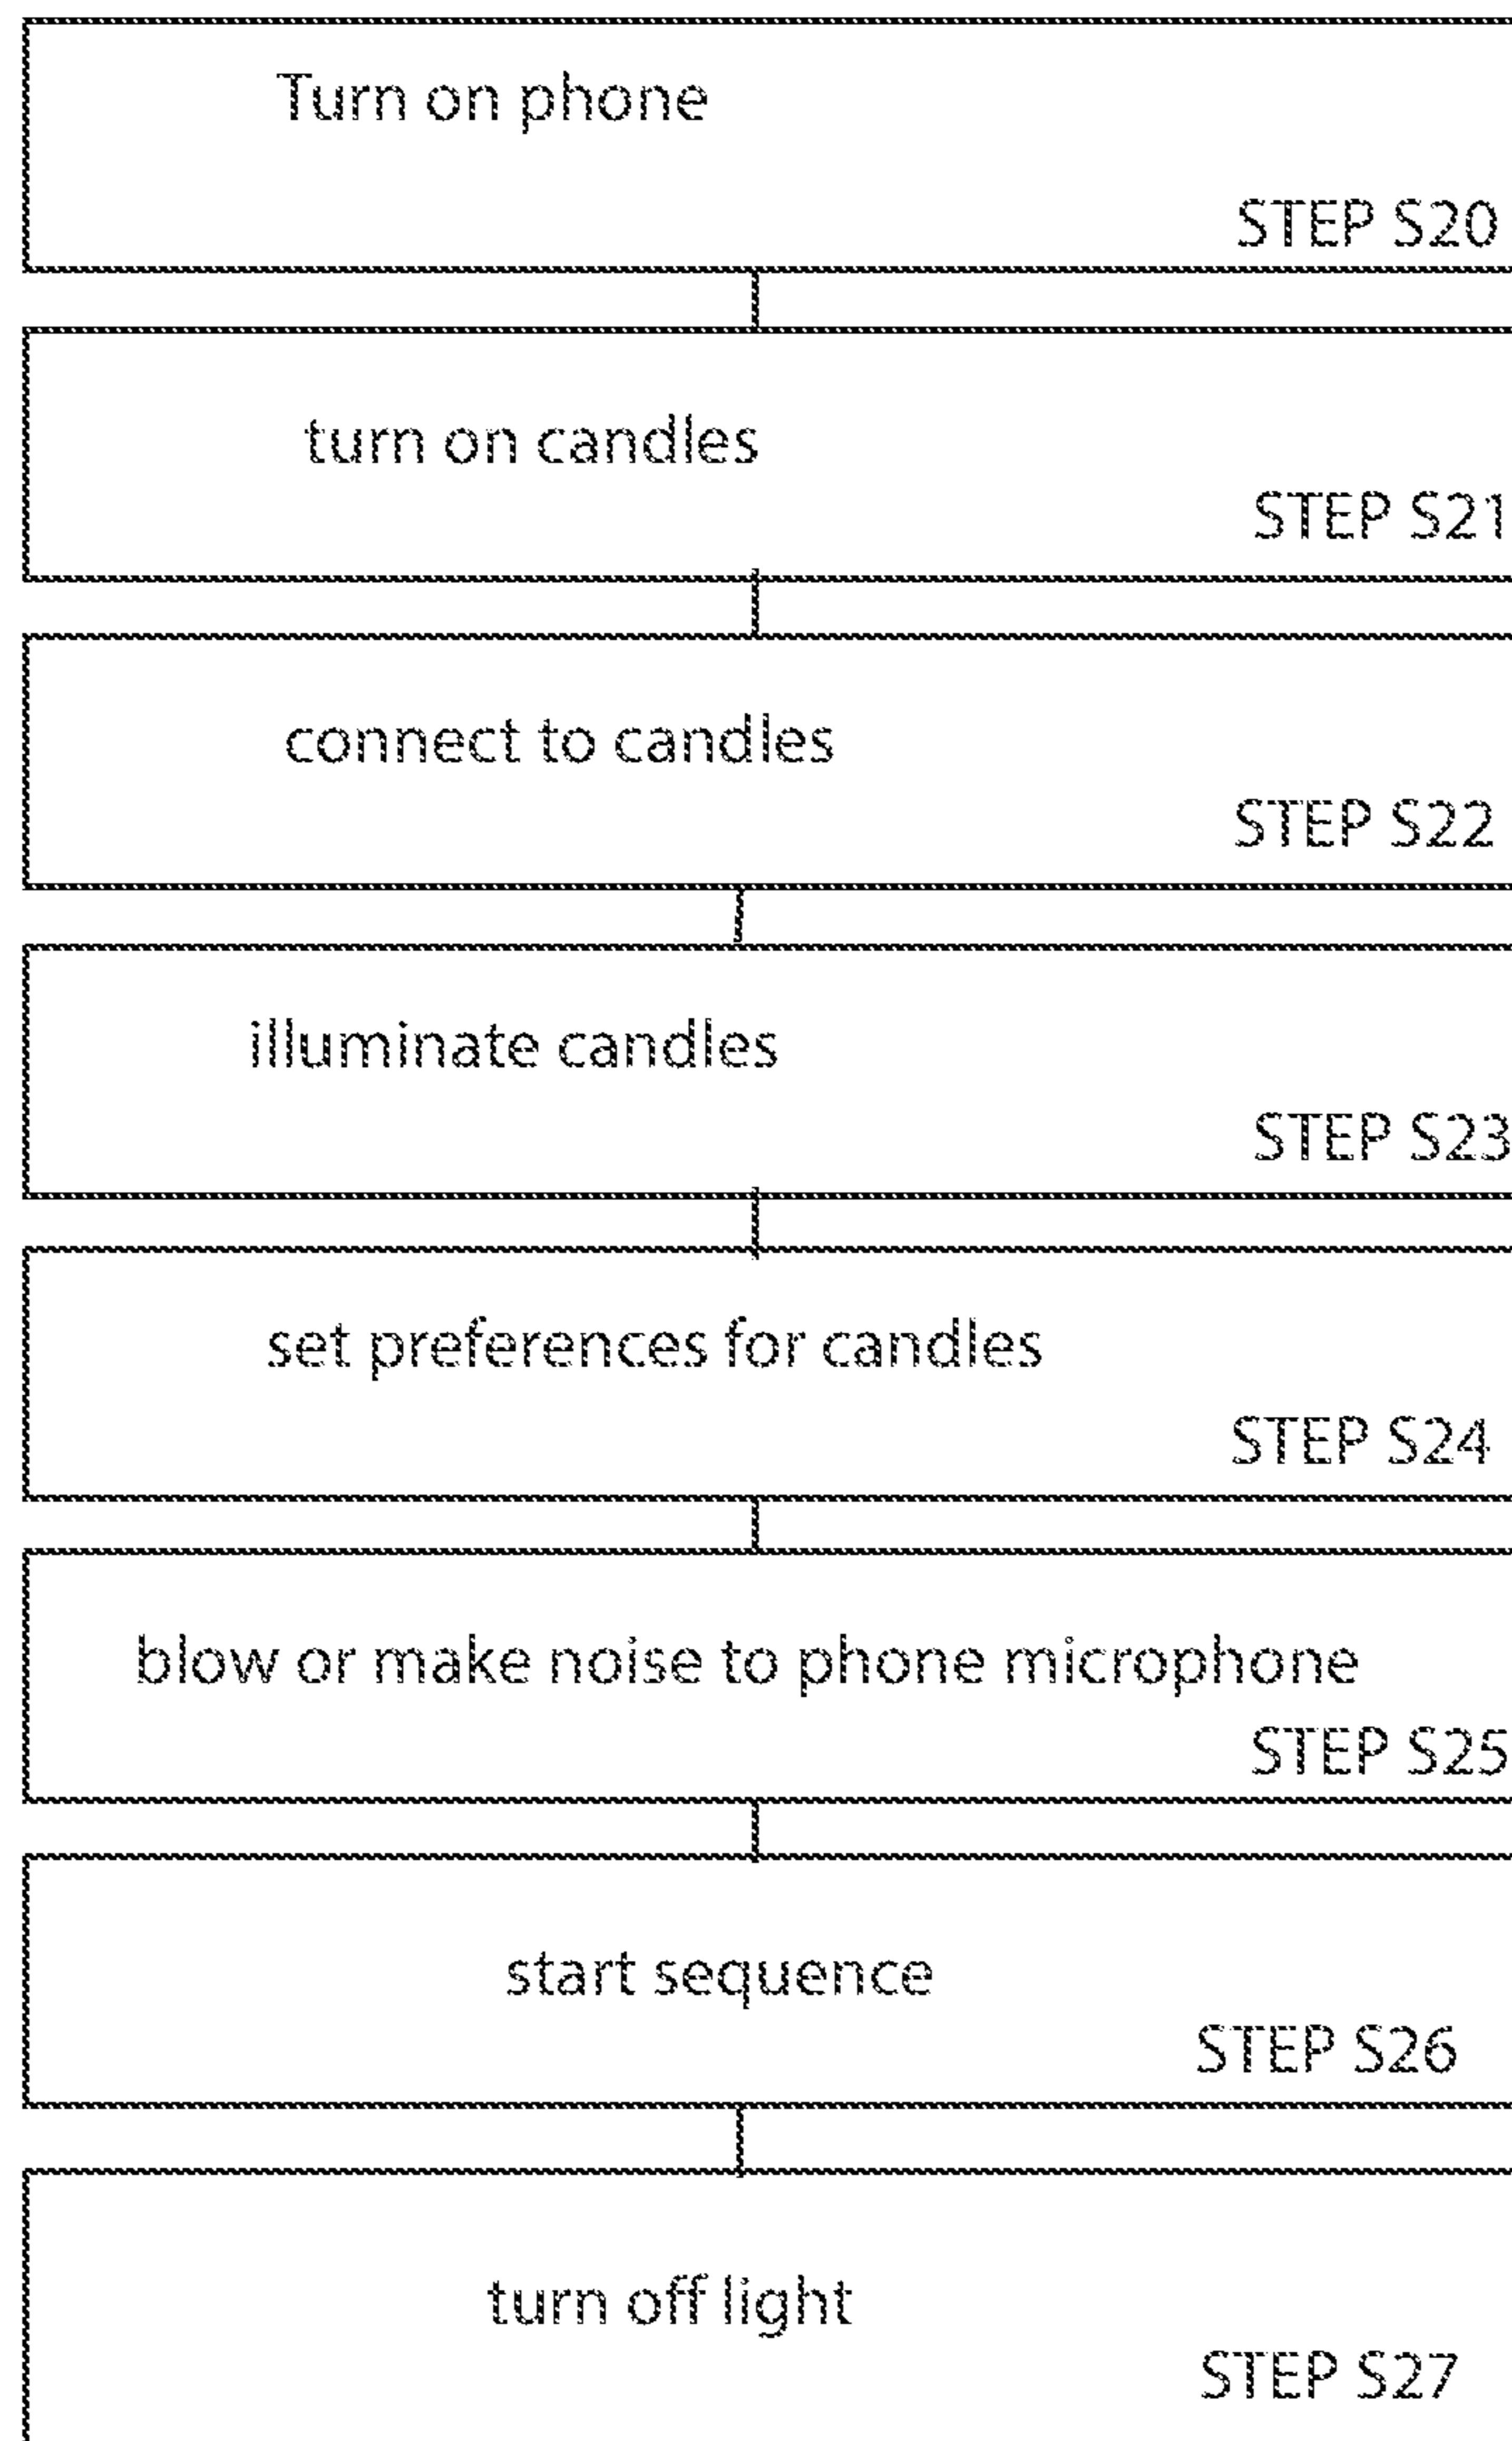 Turn on phone
STEP S20
turn on candles
STEP S21
connect to candles
STEP S22
illuminate candles
STEP S23
set preferences for candles
STEP S24
blow or make noise to phone microphone
STEP S25
start sequence
STEP S26
turn off light
STEP S27